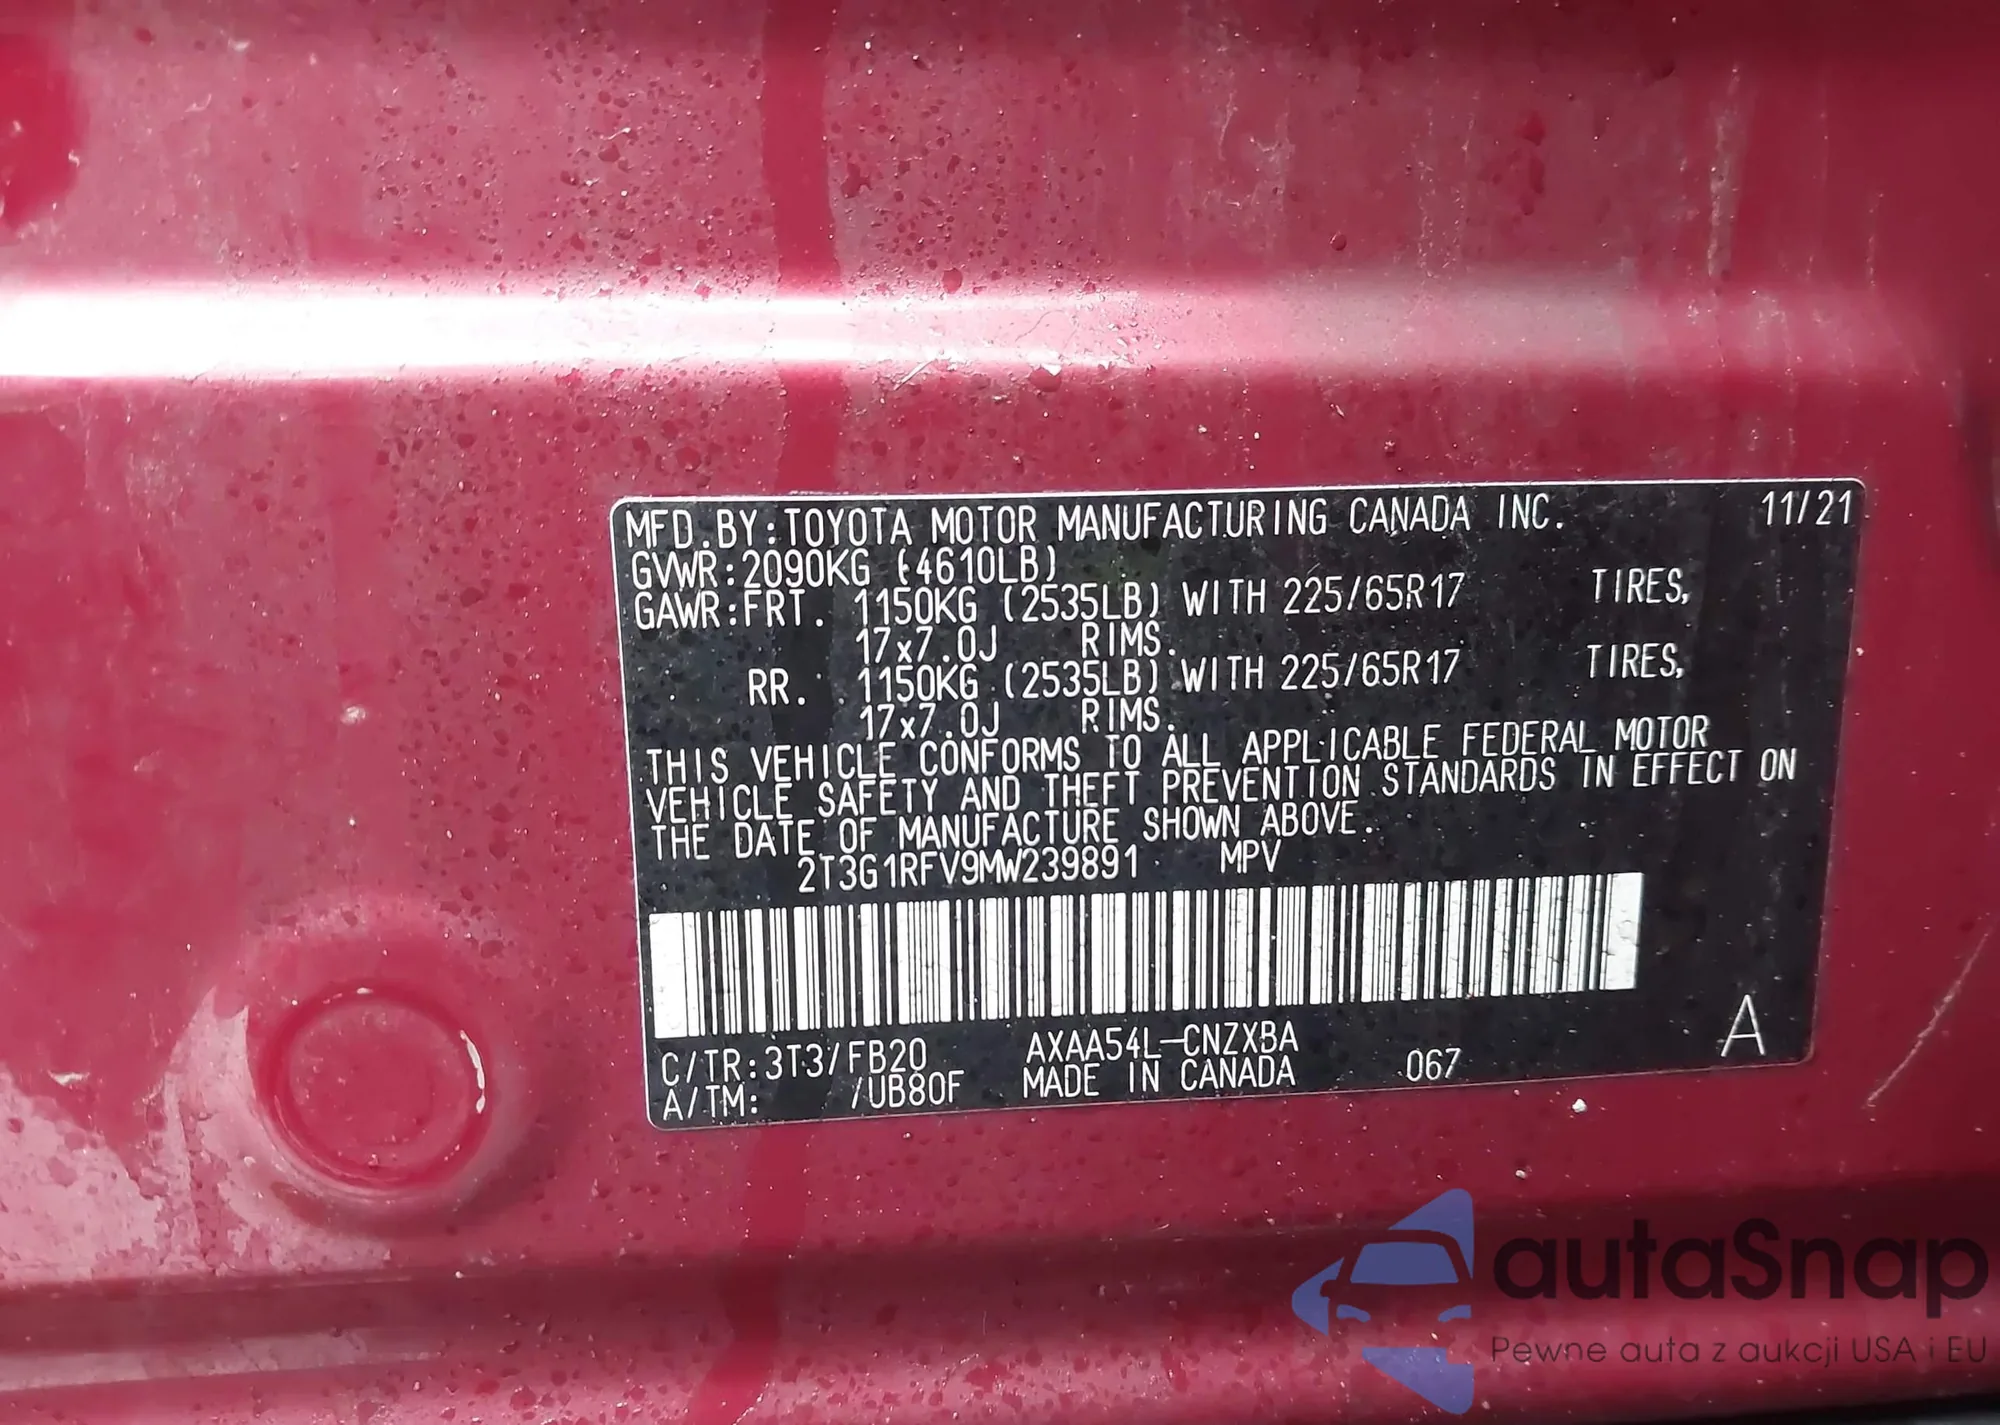 MFD.BY:TOYOTA MOTOR MANUFACTURING CANADA INC. 11/21
GVWR:2090KG (4610LB)
GAWR:FRT. 1150KG (2535LB) WITH 225/65R17 TIRES,
17x7.0J RIMS.
RR. 1150KG (2535LB) WITH 225/65R17 TIRES,
17x7.0J RIMS.
THIS VEHICLE CONFORMS TO ALL APPLICABLE FEDERAL MOTOR
VEHICLE SAFETY AND THEFT PREVENTION STANDARDS IN EFFECT ON
THE DATE OF MANUFACTURE SHOWN ABOVE.
2T3G1RFV9MW239891 MPV
C/TR:3T3/FB20 AXAA54L-CNZXBA
A/TM: /UB80F MADE IN CANADA 067 A
autaSnap
Pewne auta z aukcji USA i EU